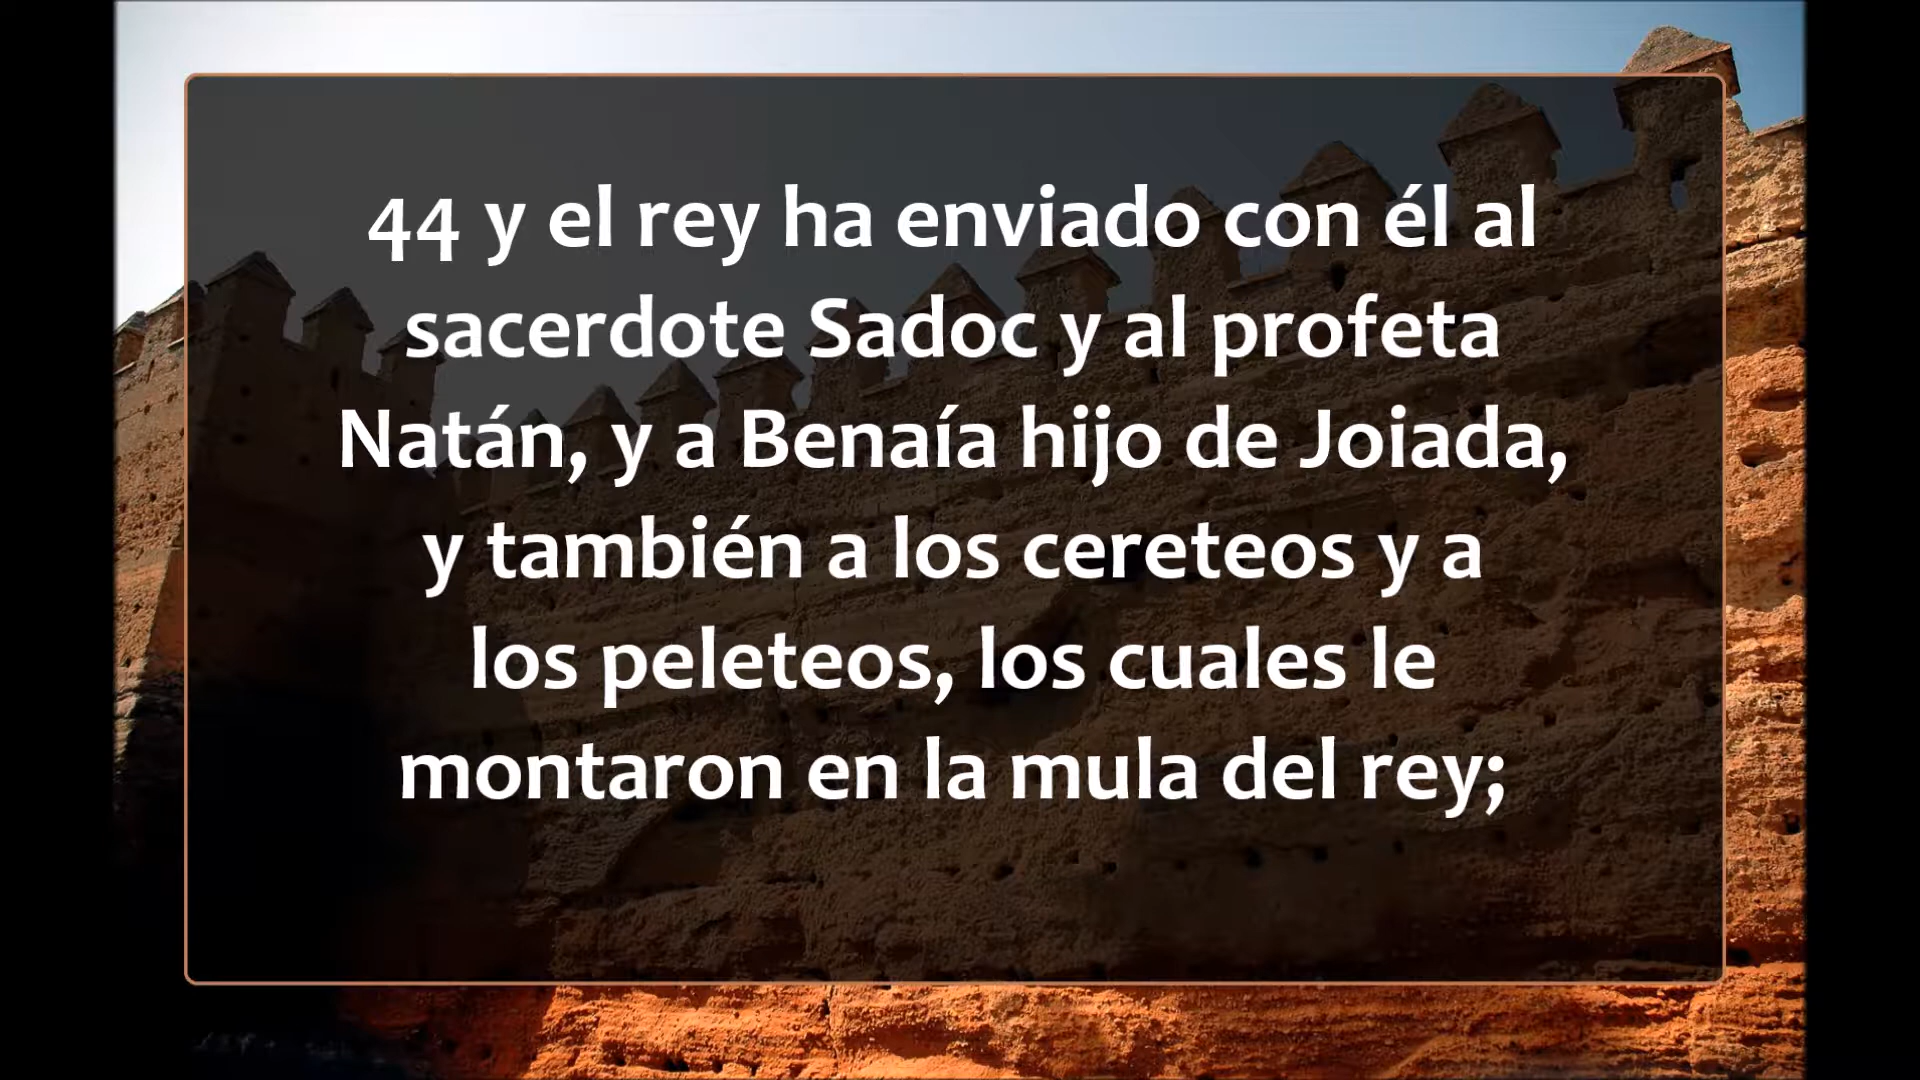 44 y el rey ha enviado con él al
sacerdote Sadoc y al profeta
Natán, y a Benaía hijo de Joiada,
y también a los cereteos y a
los peleteos, los cuales le
montaron en la mula del rey;